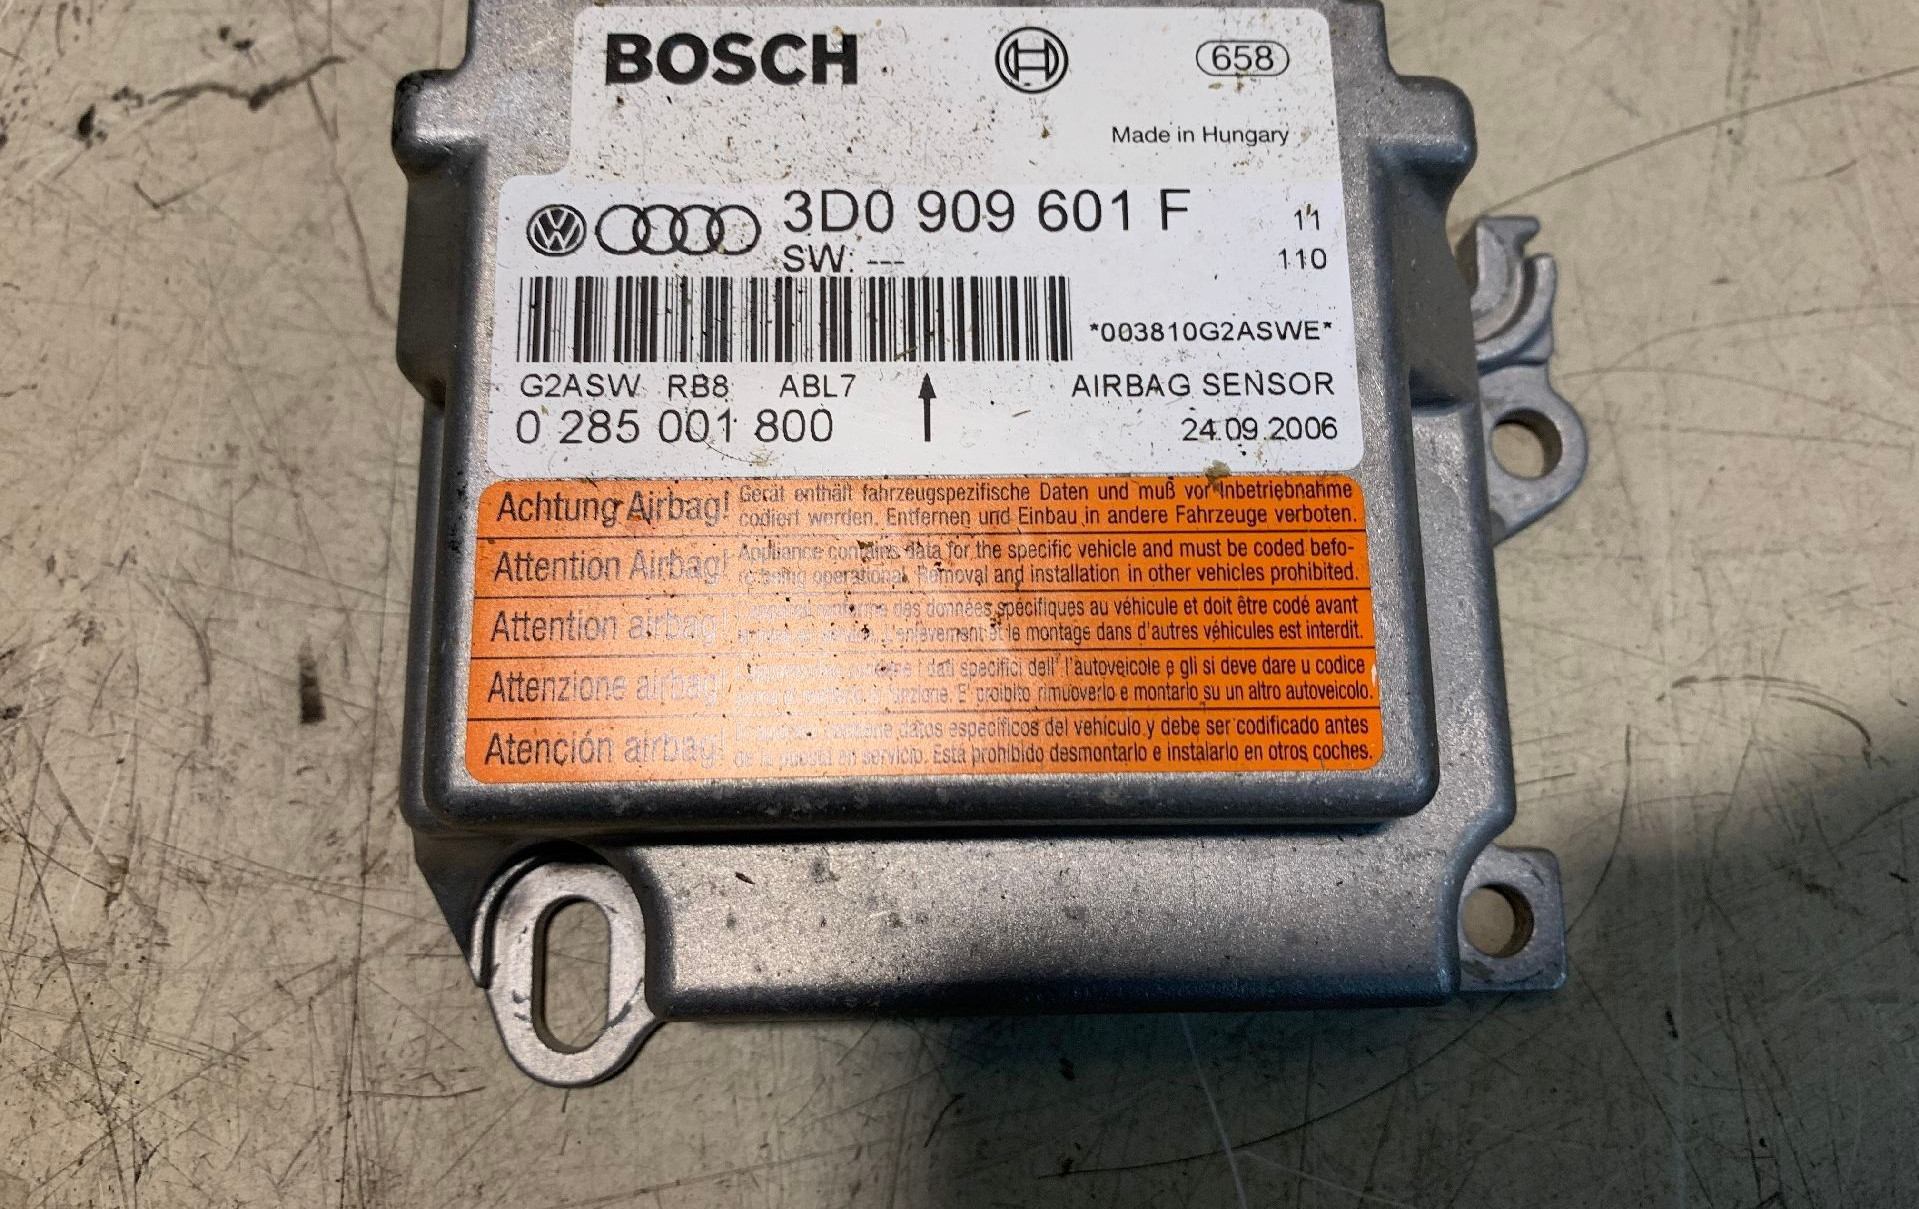 BOSCH
658
Made in Hungary
3D0 909 601 F
11
SW: ---
110
*003810G2ASWE*
G2ASW RB8 ABL7
AIRBAG SENSOR
0 285 001 800
24.09.2006
Achtung Airbag!
Gerät enthält fahrzeugspezifische Daten und muß vor Inbetriebnahme
codiert werden. Entfernen und Einbau in andere Fahrzeuge verboten.
Attention Airbag!
Appliance contains data for the specific vehicle and must be coded befo-
re being operational. Removal and installation in other vehicles prohibited.
Attention airbag!
des données spécifiques au véhicule et doit être codé avant
L'enlèvement et le montage dans d'autres véhicules est interdit.
Attenzione airbag!
i dati specifici dell' l'autoveicole e gli si deve dare u codice
funzione. E' proibito rimuoverlo e montarlo su un altro autoveicolo.
Atención airbag!
contiene datos específicos del vehículo y debe ser codificado antes
de la puesta en servicio. Está prohibido desmontarlo e instalarlo en otros coches.